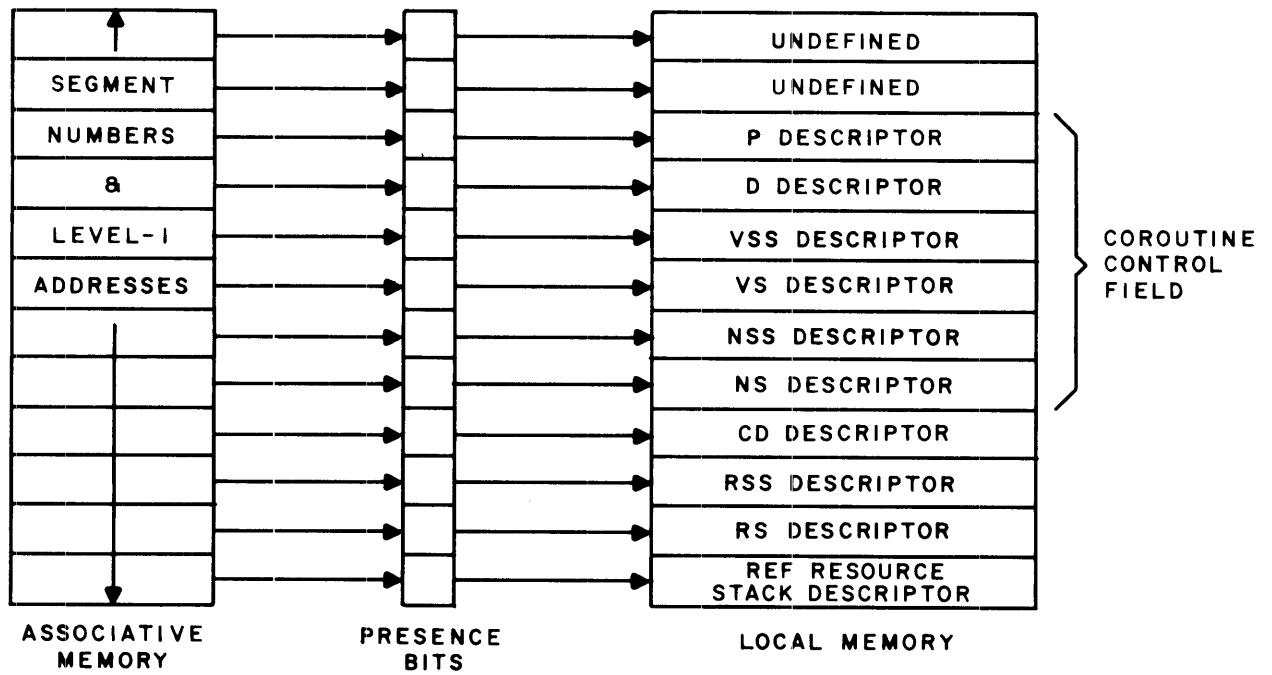 SEGMENT
NUMBERS
&
LEVEL-1
ADDRESSES
ASSOCIATIVE
MEMORY
PRESENCE
BITS
UNDEFINED
UNDEFINED
P DESCRIPTOR
D DESCRIPTOR
VSS DESCRIPTOR
VS DESCRIPTOR
NSS DESCRIPTOR
NS DESCRIPTOR
CD DESCRIPTOR
RSS DESCRIPTOR
RS DESCRIPTOR
REF RESOURCE
STACK DESCRIPTOR
LOCAL MEMORY
COROUTINE
CONTROL
FIELD